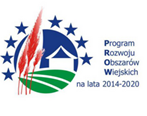 Program
Rozwoju
Obszarów
Wiejskich
na lata 2014-2020